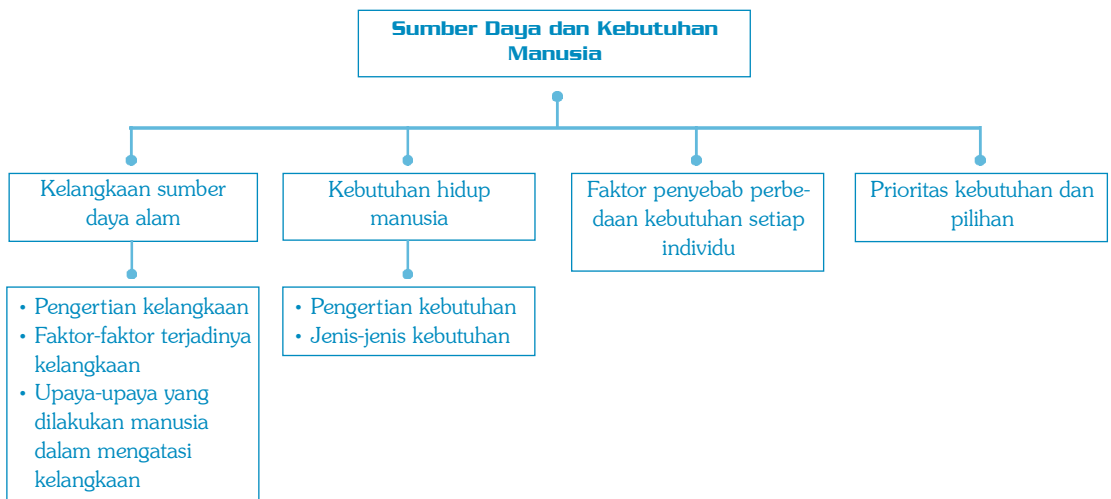 Sumber Daya dan Kebutuhan
Manusia
Kelangkaan sumber
daya alam
Kebutuhan hidup
manusia
Faktor penyebab perbe-
daan kebutuhan setiap
individu
Prioritas kebutuhan dan
pilihan
• Pengertian kelangkaan
• Faktor-faktor terjadinya
kelangkaan
• Upaya-upaya yang
dilakukan manusia
dalam mengatasi
kelangkaan
• Pengertian kebutuhan
• Jenis-jenis kebutuhan